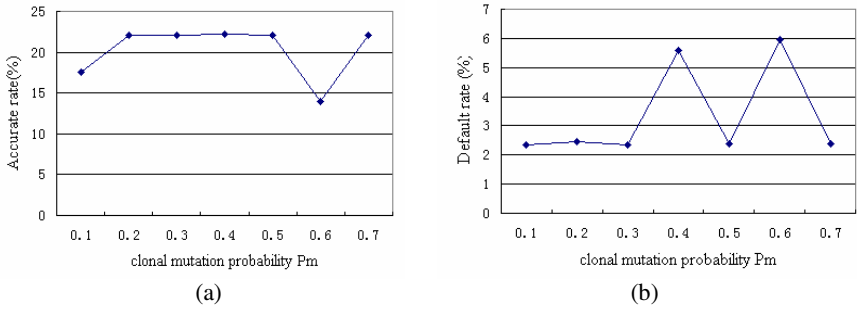 25
20
15
10
5
0
Accurate rate(%)
0.1 0.2 0.3 0.4 0.5 0.6 0.7
clonal mutation probability Pm
(a)
7
6
5
4
3
2
1
0
Default rate (%)
0.1 0.2 0.3 0.4 0.5 0.6 0.7
clonal mutation probability Pm
(b)